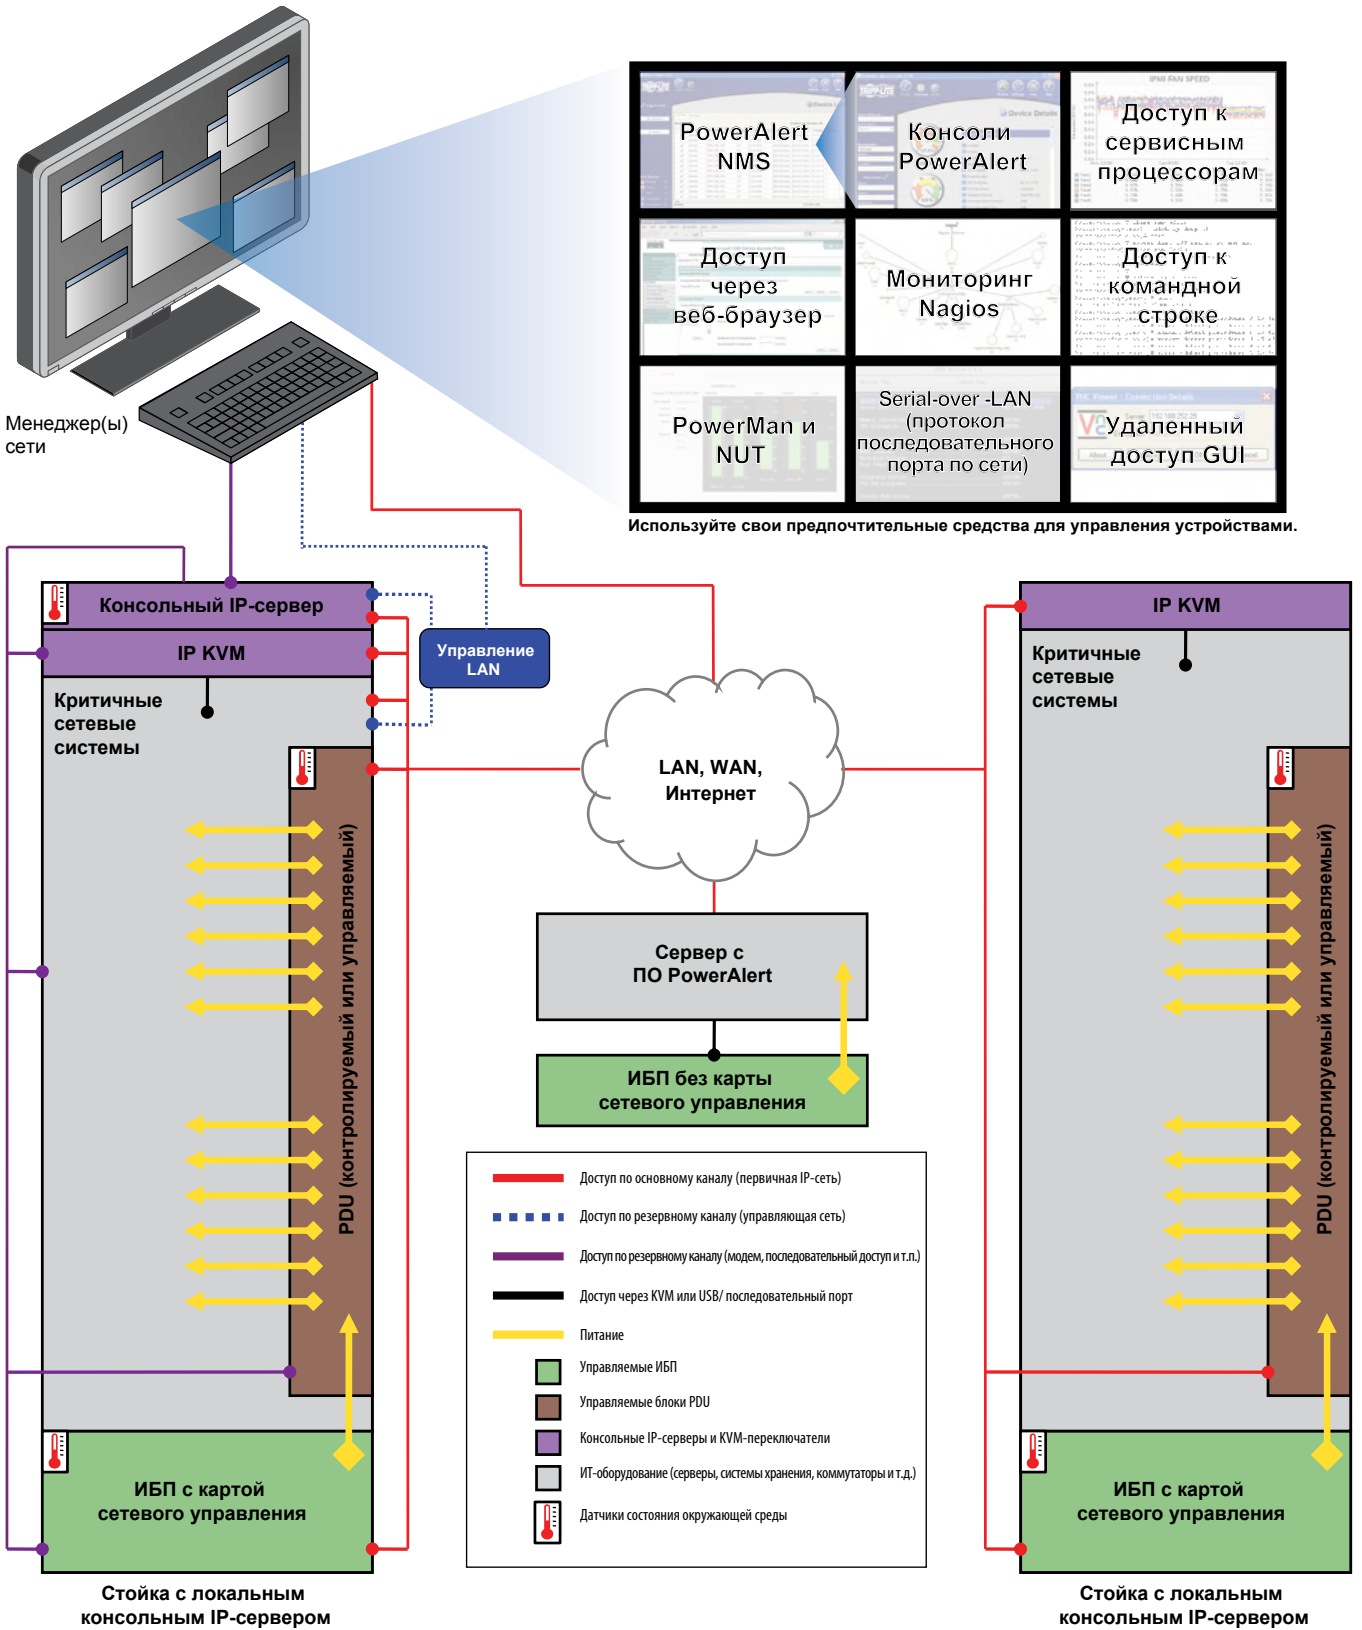 Менеджер(ы)
сети
PowerAlert
NMS
Консоли
PowerAlert
IPMI FAN SPEED
Доступ к
сервисным
процессорам
Доступ
через
веб-браузер
Мониторинг
Nagios
Доступ к
командной
строке
PowerMan и
NUT
Serial-over -LAN
(протокол
последовательного
порта по сети)
Удаленный
доступ GUI
Используйте свои предпочтительные средства для управления устройствами.
Консольный IP-сервер
IP KVM
Критичные
сетевые
системы
Управление
LAN
PDU (контролируемый или управляемый)
ИБП с картой
сетевого управления
Стойка с локальным
консольным IP-сервером
LAN, WAN,
Интернет
Сервер с
ПО PowerAlert
ИБП без карты
сетевого управления
Доступ по основному каналу (первичная IP-сеть)
Доступ по резервному каналу (управляющая сеть)
Доступ по резервному каналу (модем, последовательный доступ и т.п.)
Доступ через KVM или USB/ последовательный порт
Питание
Управляемые ИБП
Управляемые блоки PDU
Консольные IP-серверы и KVM-переключатели
ИТ-оборудование (серверы, системы хранения, коммутаторы и т.д.)
Датчики состояния окружающей среды
IP KVM
Критичные
сетевые
системы
PDU (контролируемый или управляемый)
ИБП с картой
сетевого управления
Стойка с локальным
консольным IP-сервером